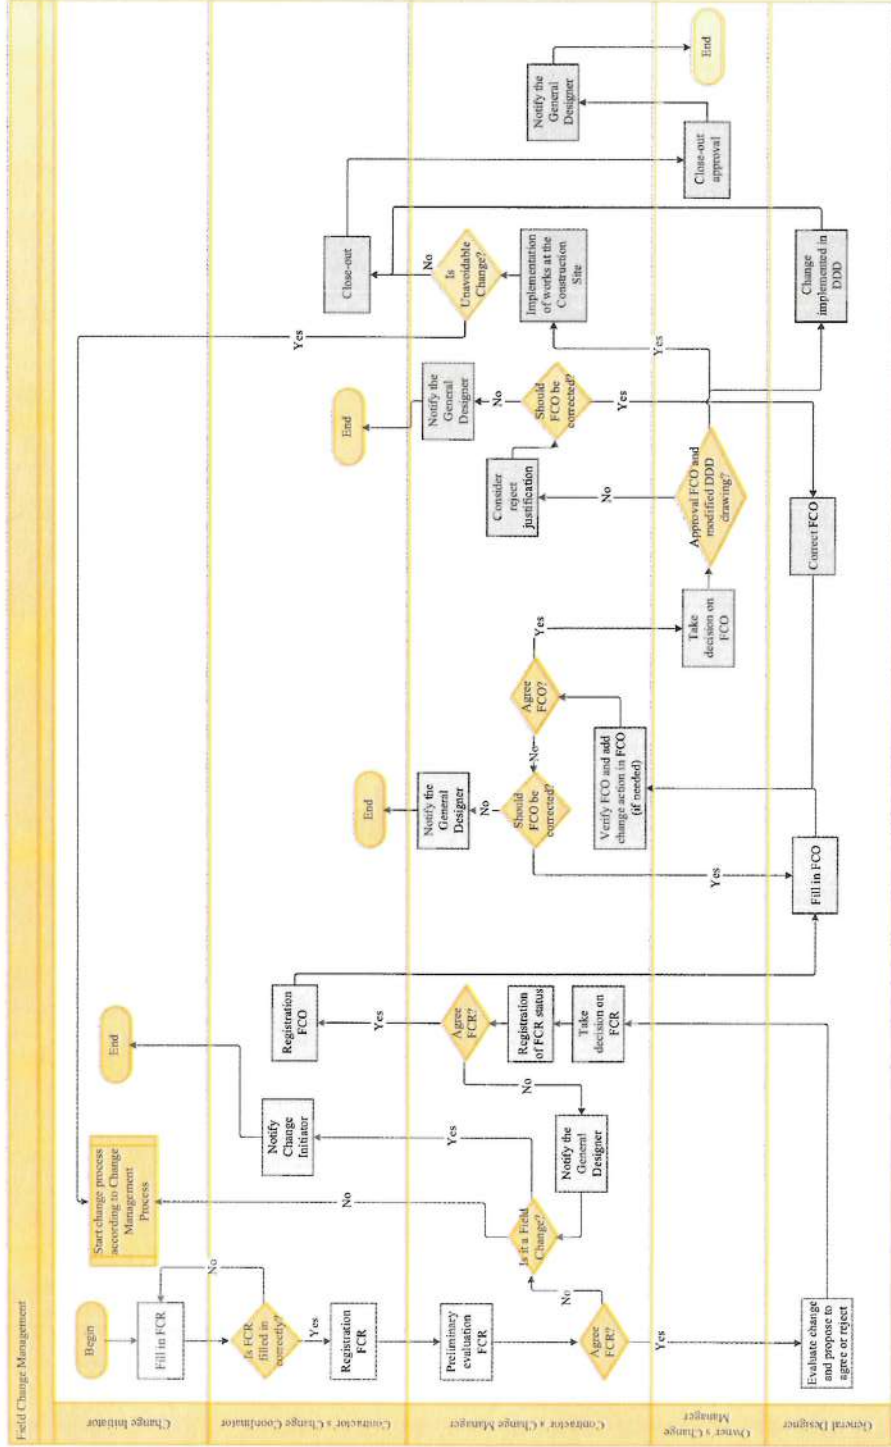 Field Change Management
Change Initiator
Contractor's Change Coordinator
Contractor's Change Manager
Owner's Change
Manager
General Designer
Begin
Fill in FCR
No
Is FCR
filled in
correctly?
Yes
Registration
FCR
Preliminary
evaluation
FCR
Agree
FCR?
No
Yes
Evaluate change
and propose to
agree or reject
Start change process
according to Change
Management
Process
No
Is it a Field
Change?
Yes
Notify
Change
Initiator
End
Notify the
General
Designer
No
Agree
FCR?
Yes
Registration
of FCR status
Take
decision on
FCR
Registration
FCO
Fill in FCO
Yes
End
Notify the
General
Designer
No
Should
FCO be
corrected?
No
Agree
FCO?
Verify FCO and add
change action in FCO
(if needed)
Yes
Take
decision on
FCO
Approval FCO and
modified DDD
drawing?
No
Consider
reject
justification
Should
FCO be
corrected?
No
Notify the
General
Designer
End
Yes
Correct FCO
Yes
Implementation
of works at the
Construction
Site
Is
Unavoidable
Change?
Yes
No
Close-out
Change
implemented in
DDD
Close-out
approval
Notify the
General
Designer
End